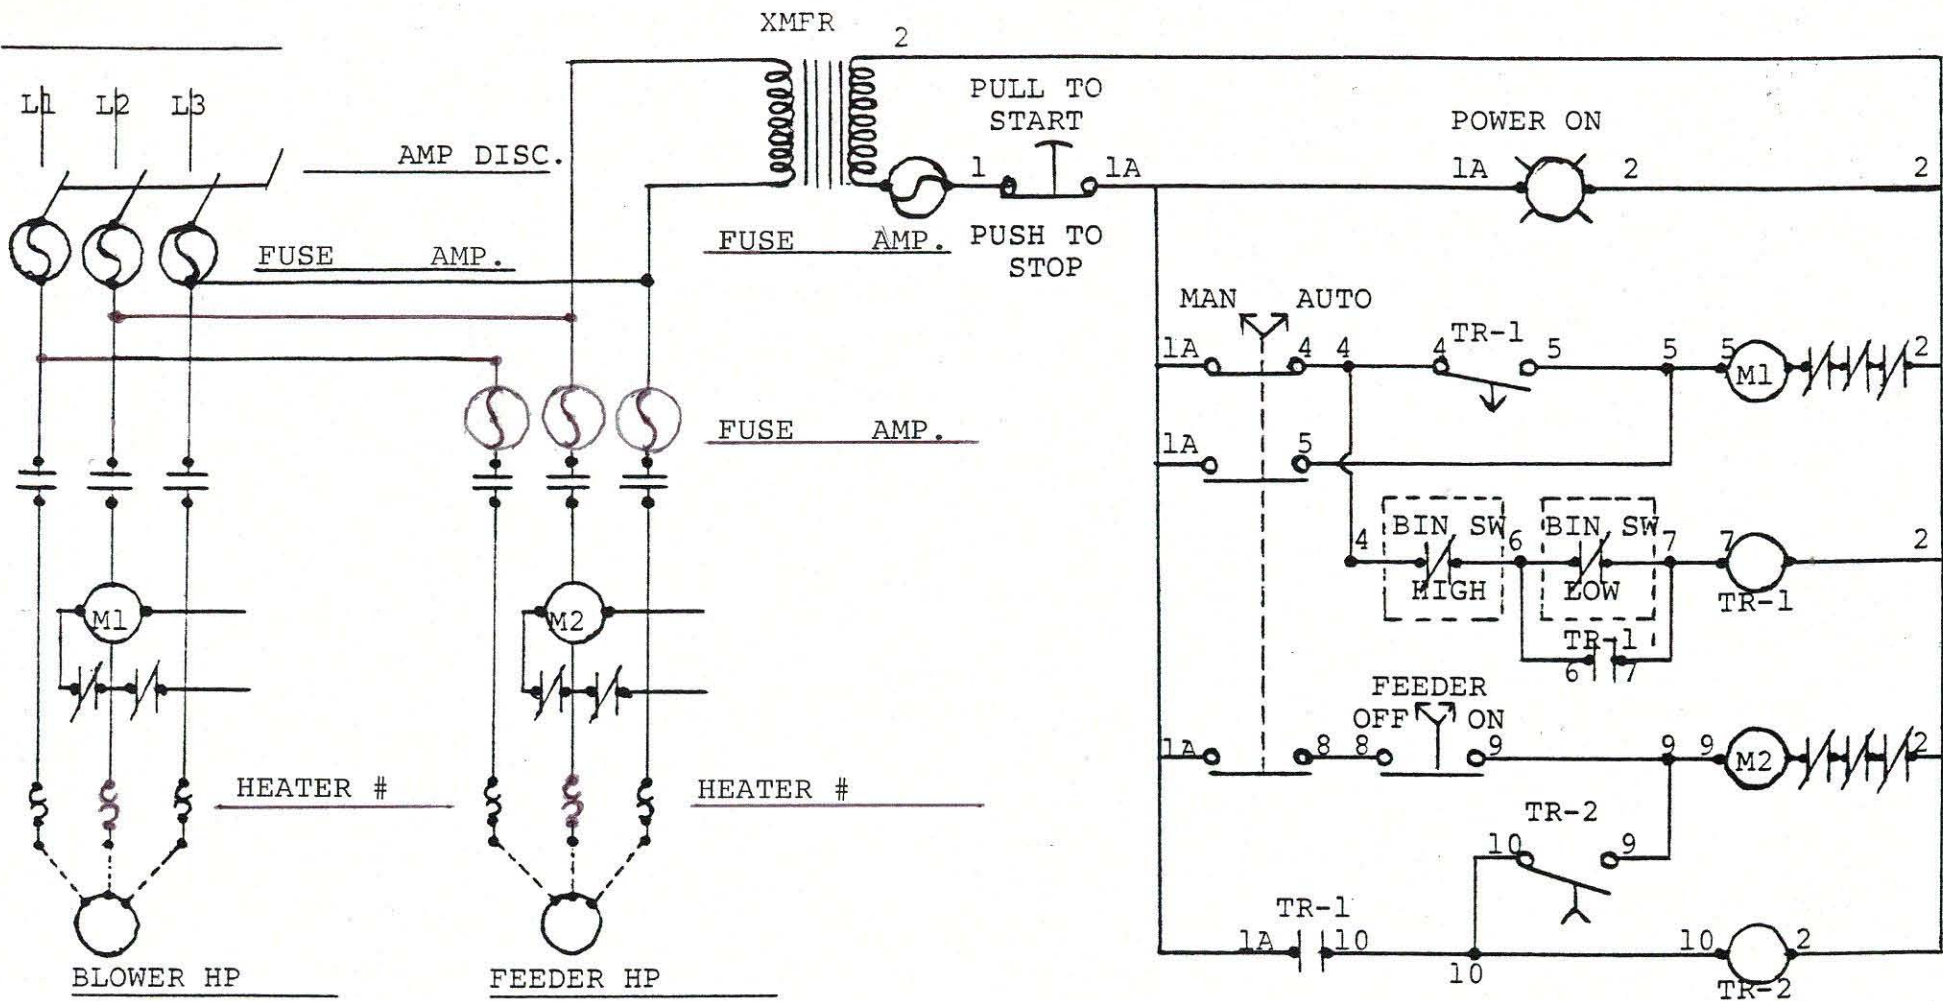 XMFR
2
L1 L2 L3
AMP DISC.
FUSE AMP.
PULL TO
START
1 1A
FUSE AMP.
PUSH TO
STOP
POWER ON
1A 2 2
MAN AUTO
TR-1
1A 4 4 4 5 5 5 M1 2
FUSE AMP.
1A 5
BIN SW
HIGH
BIN SW
LOW
4 6 7 7 2
TR-1
TR-1
6 7
M1
M2
FEEDER
OFF ON
1A 8 8 9 9 9 M2 2
HEATER #
HEATER #
TR-2
10 9
TR-1
1A 10 10 10 2
TR-2
BLOWER HP
FEEDER HP